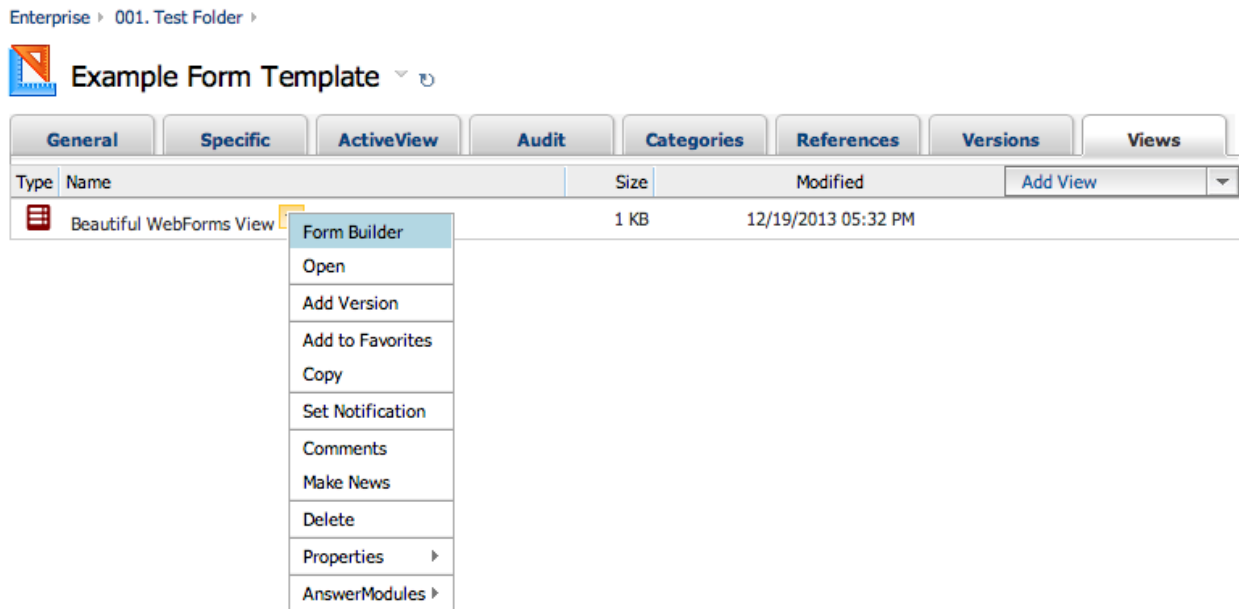 Enterprise 001. Test Folder
Example Form Template
General Specific ActiveView Audit Categories References Versions Views
Type Name Size Modified Add View
Beautiful WebForms View 1 KB 12/19/2013 05:32 PM
Form Builder
Open
Add Version
Add to Favorites
Copy
Set Notification
Comments
Make News
Delete
Properties
AnswerModules